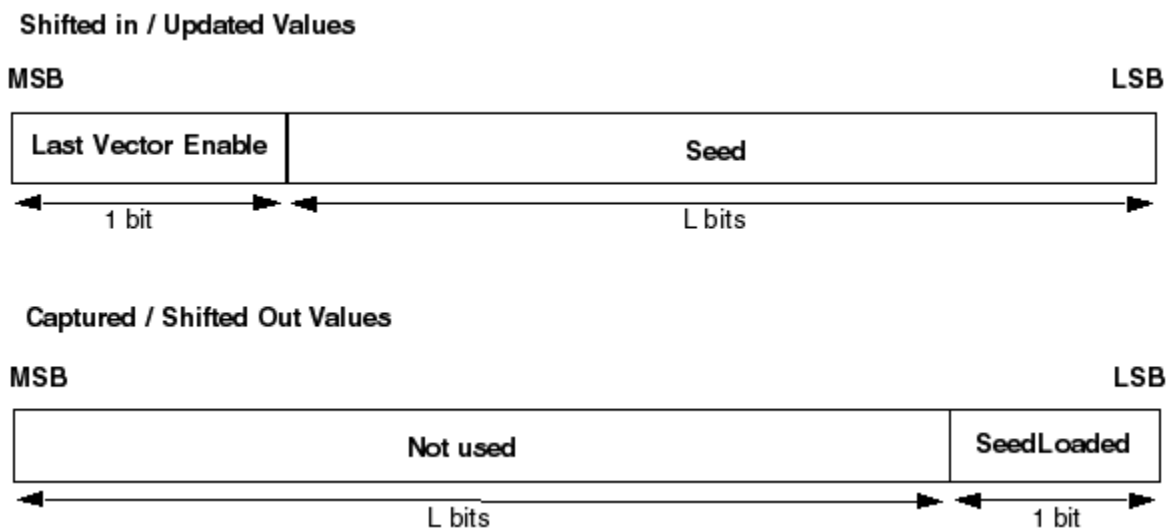 Shifted in / Updated Values
MSB LSB
Last Vector Enable Seed
1 bit L bits
Captured / Shifted Out Values
MSB LSB
Not used SeedLoaded
L bits 1 bit